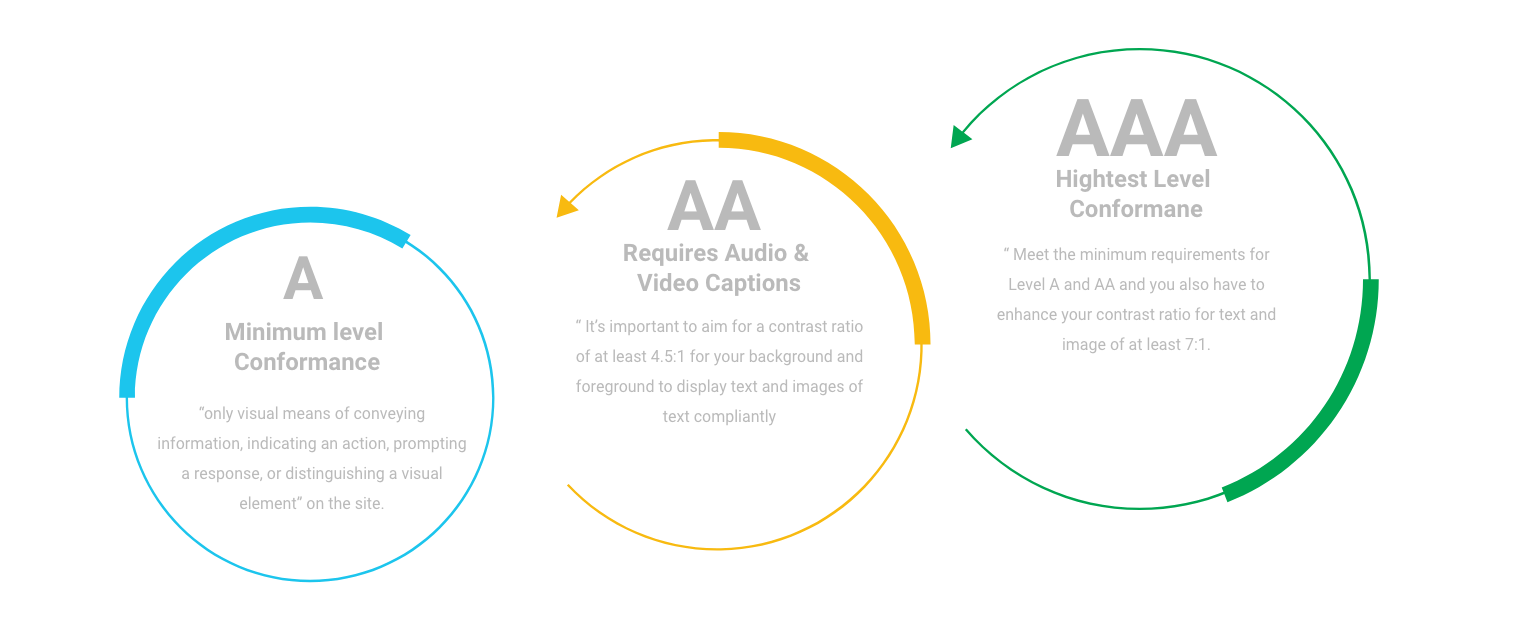 A
Minimum level
Conformance
“only visual means of conveying
information, indicating an action, prompting
a response, or distinguishing a visual
element“ on the site.
AA
Requires Audio &
Video Captions
“ It’s important to aim for a contrast ratio
of at least 4.5:1 for your background and
foreground to display text and images of
text compliantly
AAA
Hightest Level
Conformane
“ Meet the minimum requirements for
Level A and AA and you also have to
enhance your contrast ratio for text and
image of at least 7:1.